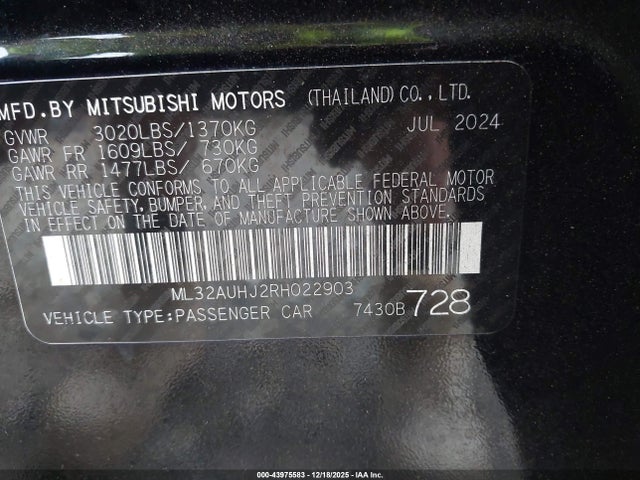 MFD.BY MITSUBISHI MOTORS (THAILAND)CO.,LTD.
GVWR 3020LBS/1370KG JUL 2024
GAWR FR 1609LBS/ 730KG
GAWR RR 1477LBS/ 670KG
THIS VEHICLE CONFORMS TO ALL APPLICABLE FEDERAL MOTOR
VEHICLE SAFETY, BUMPER, AND THEFT PREVENTION STANDARDS
IN EFFECT ON THE DATE OF MANUFACTURE SHOWN ABOVE.
ML32AUHJ2RH022903
VEHICLE TYPE:PASSENGER CAR 7430B 728
000-43975583 - 12/18/2025 - IAA Inc.